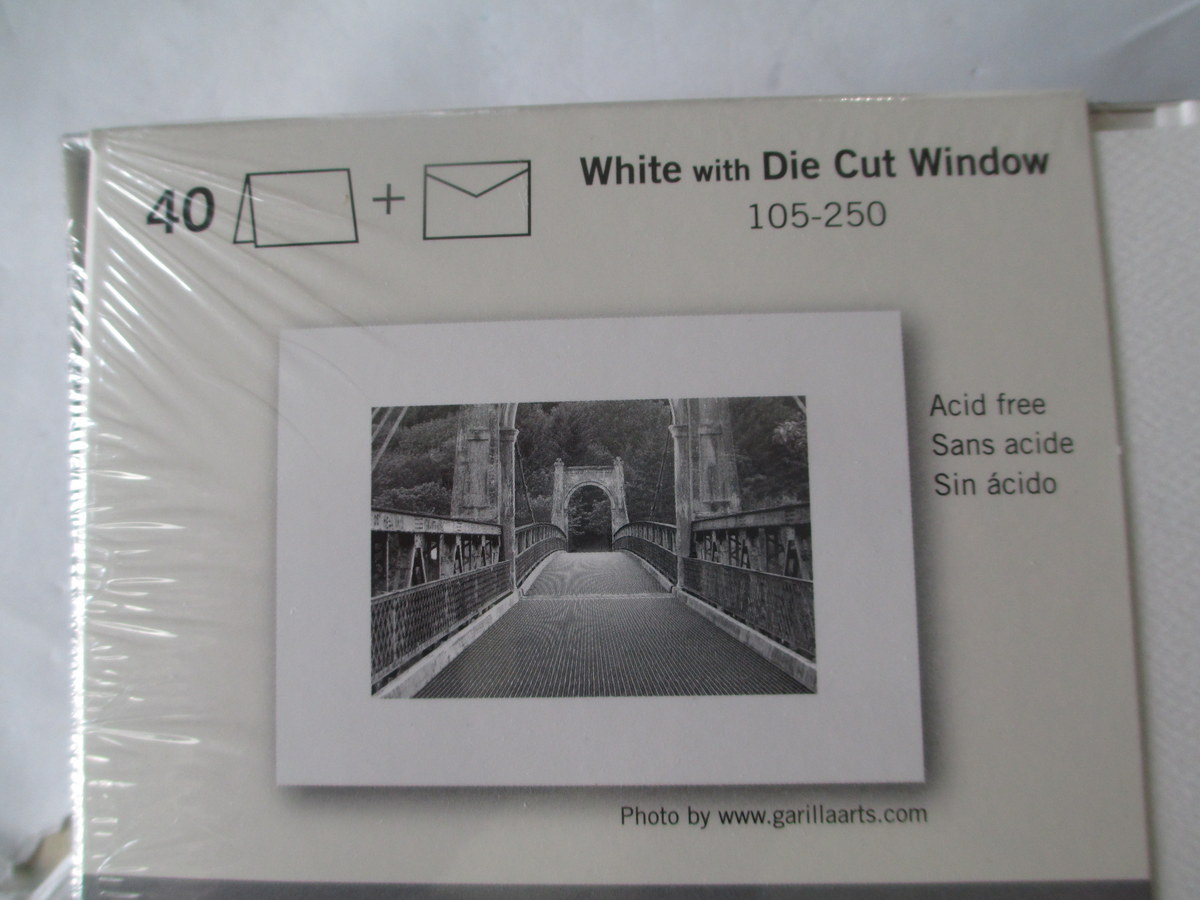 40 +
White with Die Cut Window
105-250
Acid free
Sans acide
Sin ácido
Photo by www.garillaarts.com